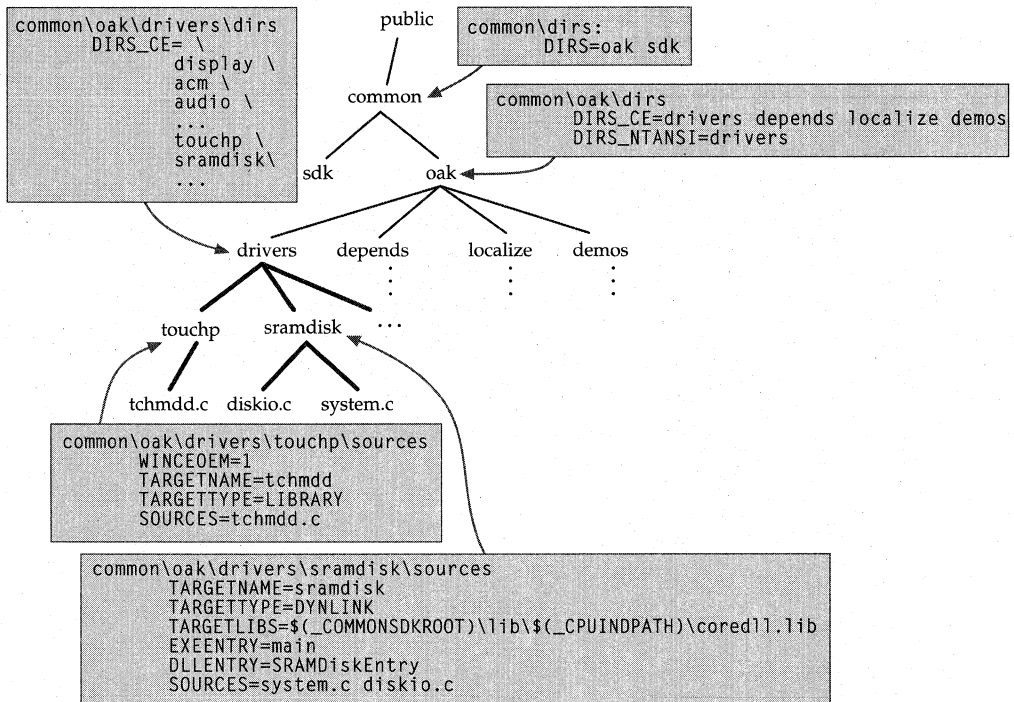 common\oak\drivers\dirs
DIRS_CE= \
display \
acm \
audio \
...
touchp \
sramdisk\
...
public
common\dirs:
DIRS=oak sdk
common
common\oak\dirs
DIRS_CE=drivers depends localize demos
DIRS_NTANSI=drivers
sdk oak
drivers depends localize demos
touchp sramdisk ...
tchmdd.c diskio.c system.c
common\oak\drivers\touchp\sources
WINCEOEM=1
TARGETNAME=tchmdd
TARGETTYPE=LIBRARY
SOURCES=tchmdd.c
common\oak\drivers\sramdisk\sources
TARGETNAME=sramdisk
TARGETTYPE=DYNLINK
TARGETLIBS=$(_COMMONSDKROOT)\lib\$(_CPUINDPATH)\coredll.lib
EXEENTRY=main
DLLENTRY=SRAMDiskEntry
SOURCES=system.c diskio.c